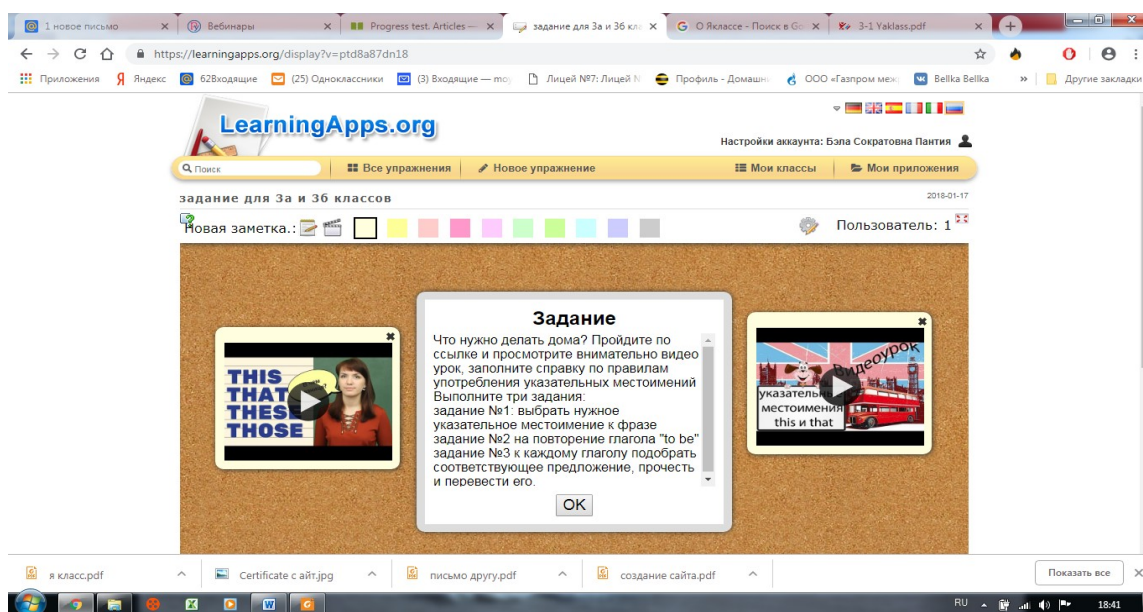 1 новое письмо
Вебинары
Progress test. Articles —
задание для 3а и 3б кла
О Якласс - Поиск в Go
3-1 Yaklass.pdf
https://learningapps.org/display?v=ptd8a87dn18
Приложения
Яндекс
62Входящие
(25) Одноклассники
(3) Входящие — mo
Лицей №7: Лицей N
Профиль - Домашн
ООО «Газпром меж
Bellka Bellka
»
Другие закладки
LearningApps.org
Настройки аккаунта: Бэла Сократовна Пантия
Поиск
Все упражнения
Новое упражнение
Мои классы
Мои приложения
задание для 3а и 3б классов
2018-01-17
Новая заметка.:
Пользователь: 1
Задание
Что нужно делать дома? Пройдите по
ссылке и просмотрите внимательно видео
урок, заполните справку по правилам
употребления указательных местоимений
Выполните три задания:
задание №1: выбрать нужное
указательное местоимение к фразе
задание №2 на повторение глагола "to be"
задание №3 к каждому глаголу подобрать
соответствующее предложение, прочесть
и перевести его.
OK
THIS
THAT
THESE
THOSE
Видеоурок
указательные
местоимения
this и that
я класс.pdf
Certificate с айт.jpg
письмо другу.pdf
создание сайта.pdf
Показать все
RU
18:41